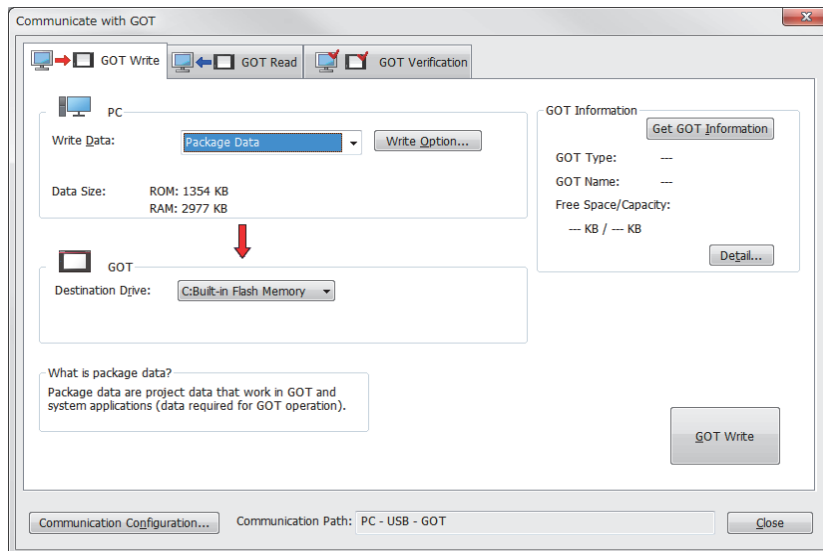 Communicate with GOT
GOT Write
GOT Read
GOT Verification
PC
Write Data:
Package Data
Write Option...
Data Size:
ROM: 1354 KB
RAM: 2977 KB
GOT
Destination Drive:
C:Built-in Flash Memory
What is package data?
Package data are project data that work in GOT and
system applications (data required for GOT operation).
GOT Information
Get GOT Information
GOT Type: ---
GOT Name: ---
Free Space/Capacity:
--- KB / --- KB
Detail...
GOT Write
Communication Configuration...
Communication Path: PC - USB - GOT
Close